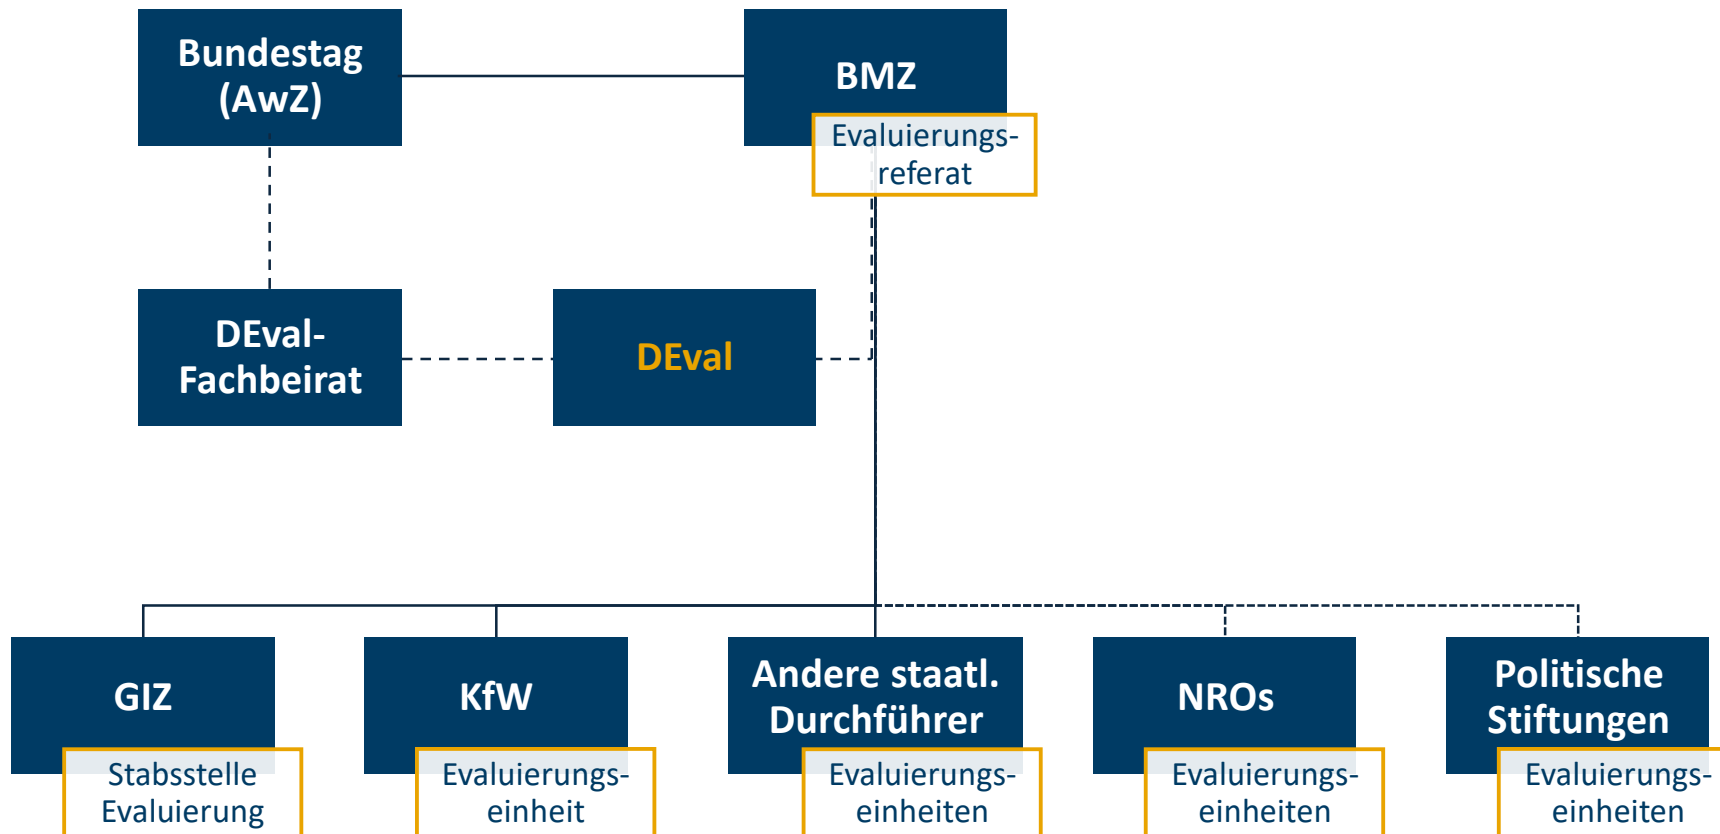 Bundestag
(AwZ)
BMZ
Evaluierungs-
referat
DEval-
Fachbeirat
DEval
GIZ
Stabsstelle
Evaluierung
KfW
Evaluierungs-
einheit
Andere staatl.
Durchführer
Evaluierungs-
einheiten
NROs
Evaluierungs-
einheiten
Politische
Stiftungen
Evaluierungs-
einheiten